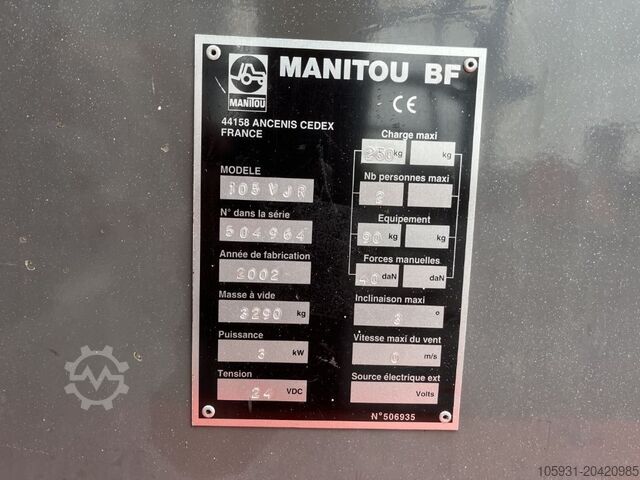 MANITOU BF
MANITOU
CE
44158 ANCENIS CEDEX
FRANCE
MODELE
105 VJR
N° dans la série
504964
Année de fabrication
2002
Masse à vide
3290 kg
Puissance
3 kW
Tension
24 VDC
Charge maxi
250 kg kg
Nb personnes maxi
2
Equipement
90 kg kg
Forces manuelles
40 daN daN
Inclinaison maxi
3 °
Vitesse maxi du vent
0 m/s
Source électrique ext
Volts
N°506935
105931-20420985